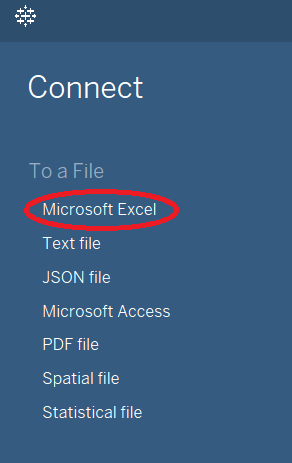 Connect
To a File
Microsoft Excel
Text file
JSON file
Microsoft Access
PDF file
Spatial file
Statistical file